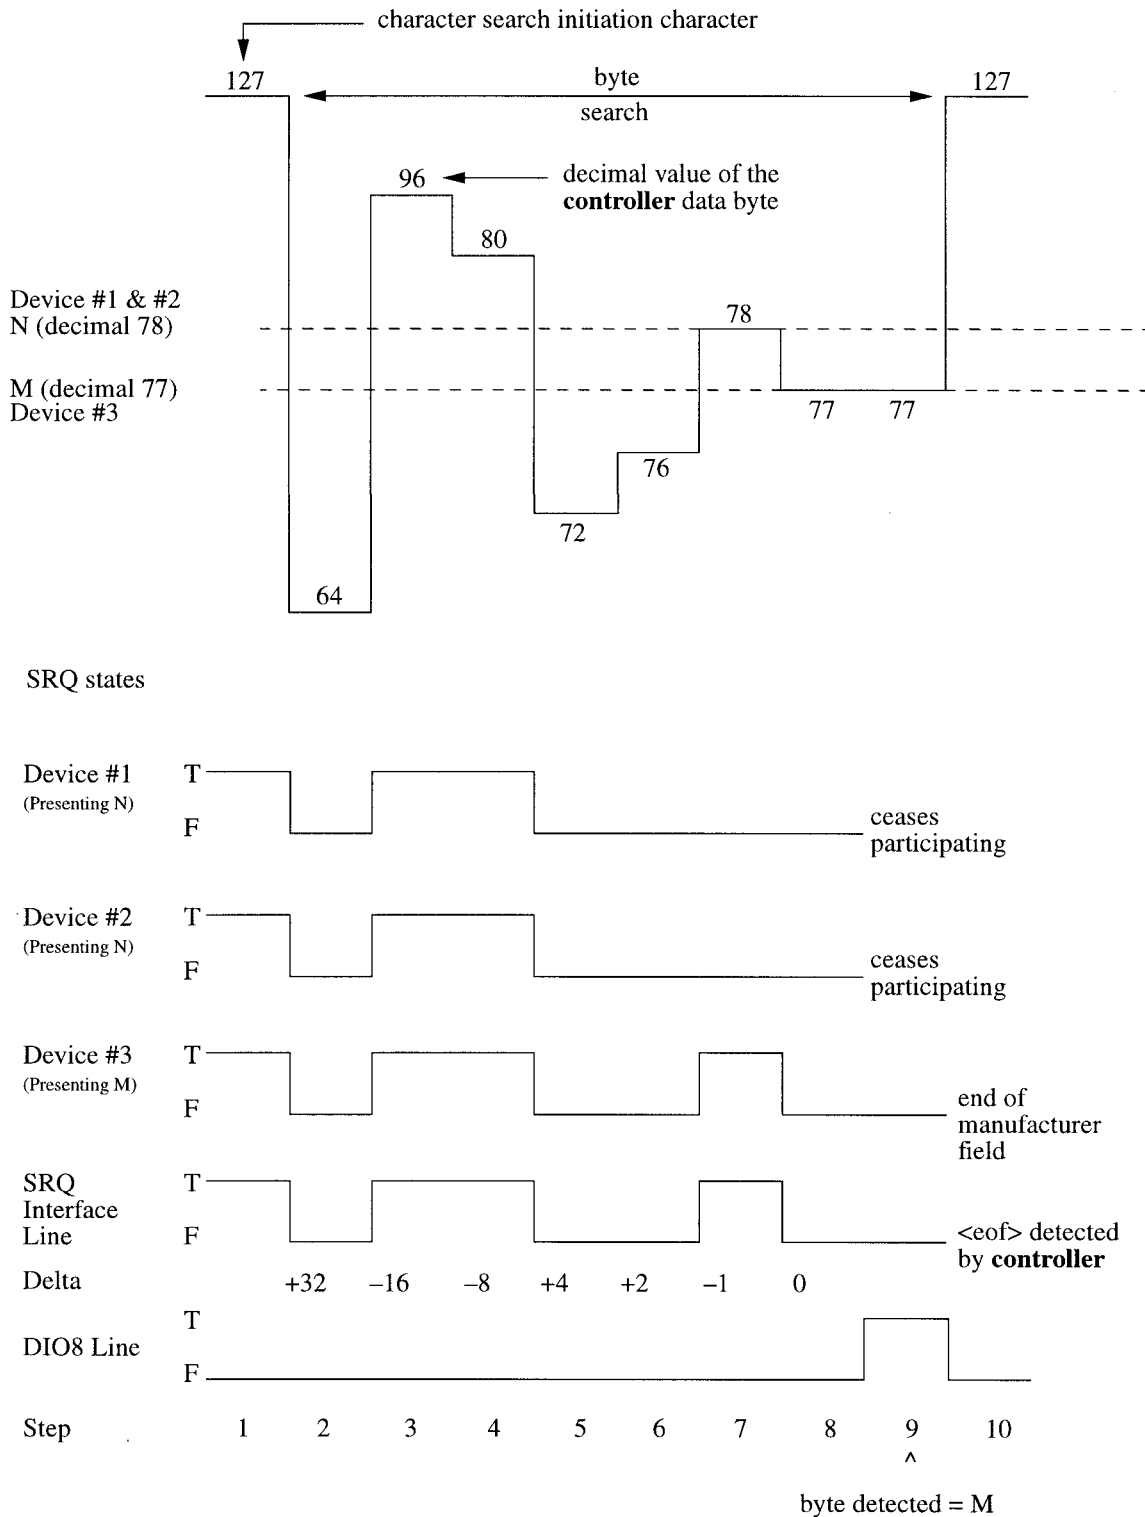 character search initiation character
127
byte
127
search
96
decimal value of the
controller data byte
80
Device #1 & #2
N (decimal 78)
78
M (decimal 77)
Device #3
77
77
76
72
64
SRQ states
Device #1
T
(Presenting N)
F
ceases
participating
Device #2
T
(Presenting N)
F
ceases
participating
Device #3
T
(Presenting M)
F
end of
manufacturer
field
SRQ
Interface
Line
T
F
<eof> detected
by controller
Delta
+32 –16 –8 +4 +2 –1 0
T
DIO8 Line
F
Step 1 2 3 4 5 6 7 8 9 10
^
byte detected = M